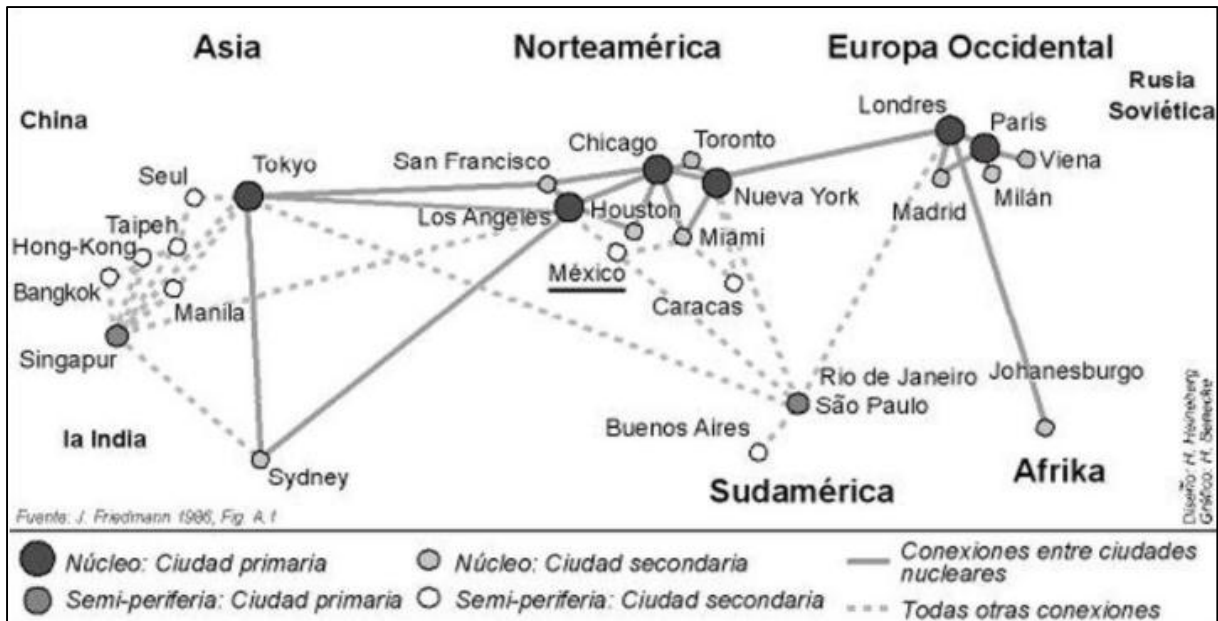 Asia
Norteamérica
Europa Occidental
Rusia
Soviética
China
Londres
París
Toronto
Chicago
San Francisco
Tokyo
Viena
Seul
Nueva York
Milán
Madrid
Los Angeles
Houston
Taipeh
Hong-Kong
Miami
México
Bangkok
Caracas
Manila
Singapur
Johanesburgo
Rio de Janeiro
São Paulo
Buenos Aires
la India
Sydney
Afrika
Sudamérica
Diseño: H. Heineberg
Gráfico: H. Benecke
Fuente: J. Friedmann 1986, Fig. A.1
Núcleo: Ciudad primaria
Núcleo: Ciudad secundaria
Conexiones entre ciudades
nucleares
Semi-periferia: Ciudad primaria
Semi-periferia: Ciudad secundaria
Todas otras conexiones